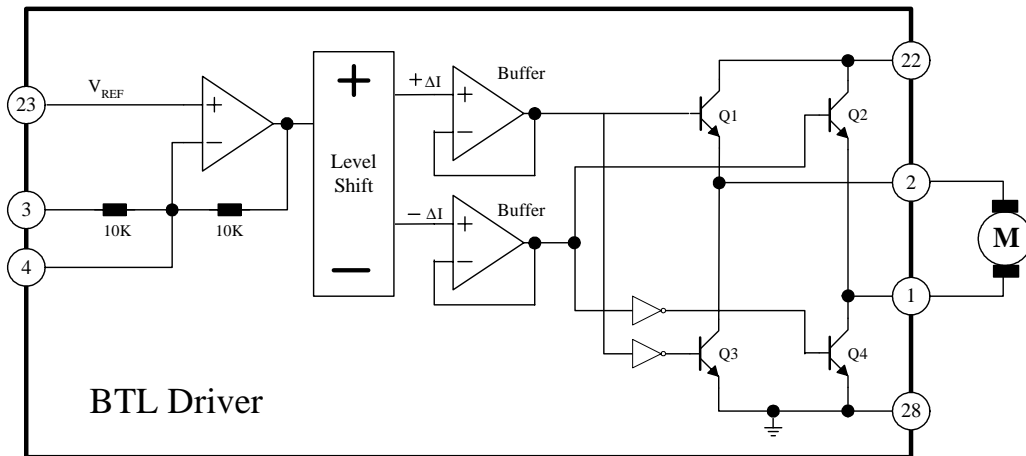 22
+ΔI
Buffer
V_REF
+
+
+
23
Q1
Q2
−
−
Level
Shift
2
3
−ΔI
Buffer
10K
10K
+
M
4
−
−
1
Q3
Q4
BTL Driver
28